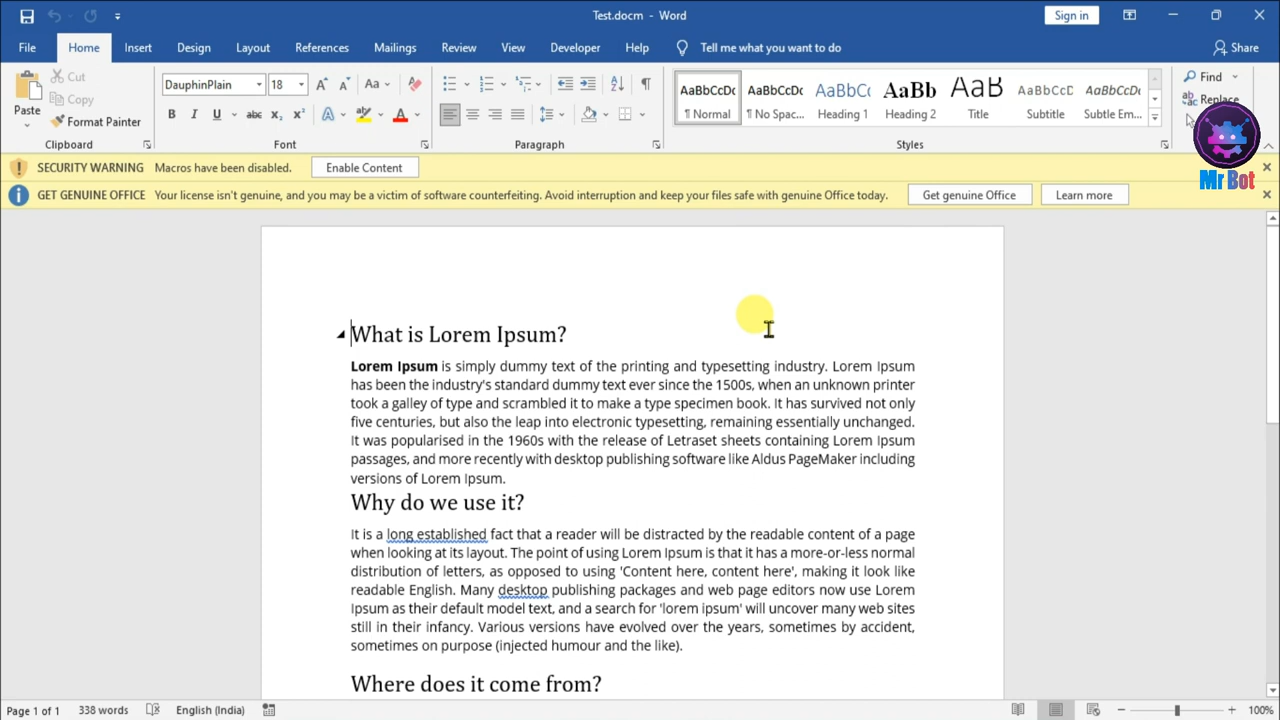 Test.docm - Word
Sign in
File Home Insert Design Layout References Mailings Review View Developer Help Tell me what you want to do Share
Paste
Cut
Copy
Format Painter
Clipboard
DauphinPlain 18
Aa
B I U abc x₂ x² A A
Font
Paragraph
AaBbCcDc AaBbCcDc AaBbCc AaBb AaB AaBbCcD AaBbCcDc
¶ Normal ¶ No Spac... Heading 1 Heading 2 Title Subtitle Subtle Em...
Styles
Find
Replace
Mr Bot
SECURITY WARNING Macros have been disabled. Enable Content
GET GENUINE OFFICE Your license isn't genuine, and you may be a victim of software counterfeiting. Avoid interruption and keep your files safe with genuine Office today. Get genuine Office Learn more
What is Lorem Ipsum?
Lorem Ipsum is simply dummy text of the printing and typesetting industry. Lorem Ipsum
has been the industry's standard dummy text ever since the 1500s, when an unknown printer
took a galley of type and scrambled it to make a type specimen book. It has survived not only
five centuries, but also the leap into electronic typesetting, remaining essentially unchanged.
It was popularised in the 1960s with the release of Letraset sheets containing Lorem Ipsum
passages, and more recently with desktop publishing software like Aldus PageMaker including
versions of Lorem Ipsum.
Why do we use it?
It is a long established fact that a reader will be distracted by the readable content of a page
when looking at its layout. The point of using Lorem Ipsum is that it has a more-or-less normal
distribution of letters, as opposed to using 'Content here, content here', making it look like
readable English. Many desktop publishing packages and web page editors now use Lorem
Ipsum as their default model text, and a search for 'lorem ipsum' will uncover many web sites
still in their infancy. Various versions have evolved over the years, sometimes by accident,
sometimes on purpose (injected humour and the like).
Where does it come from?
Page 1 of 1 338 words English (India) 100%